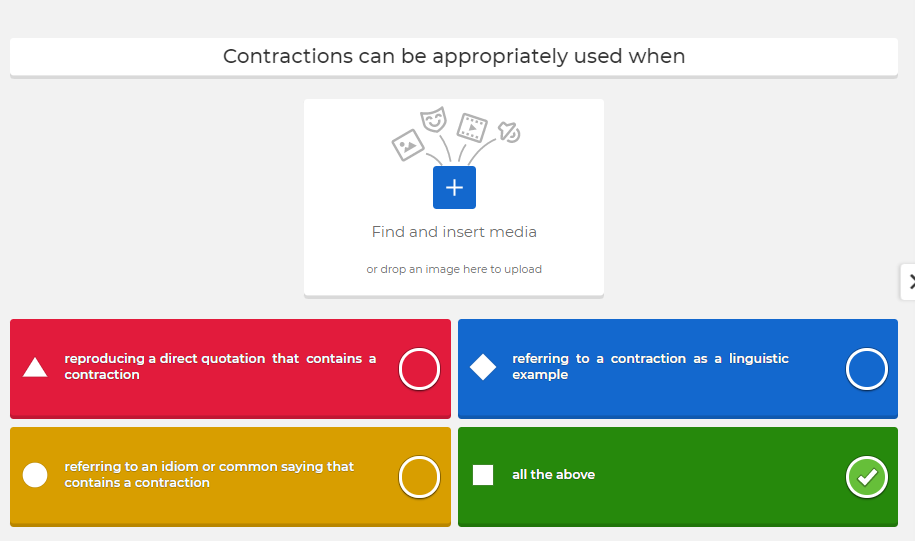 Contractions can be appropriately used when
Find and insert media
or drop an image here to upload
reproducing a direct quotation that contains a
contraction
referring to a contraction as a linguistic
example
referring to an idiom or common saying that
contains a contraction
all the above